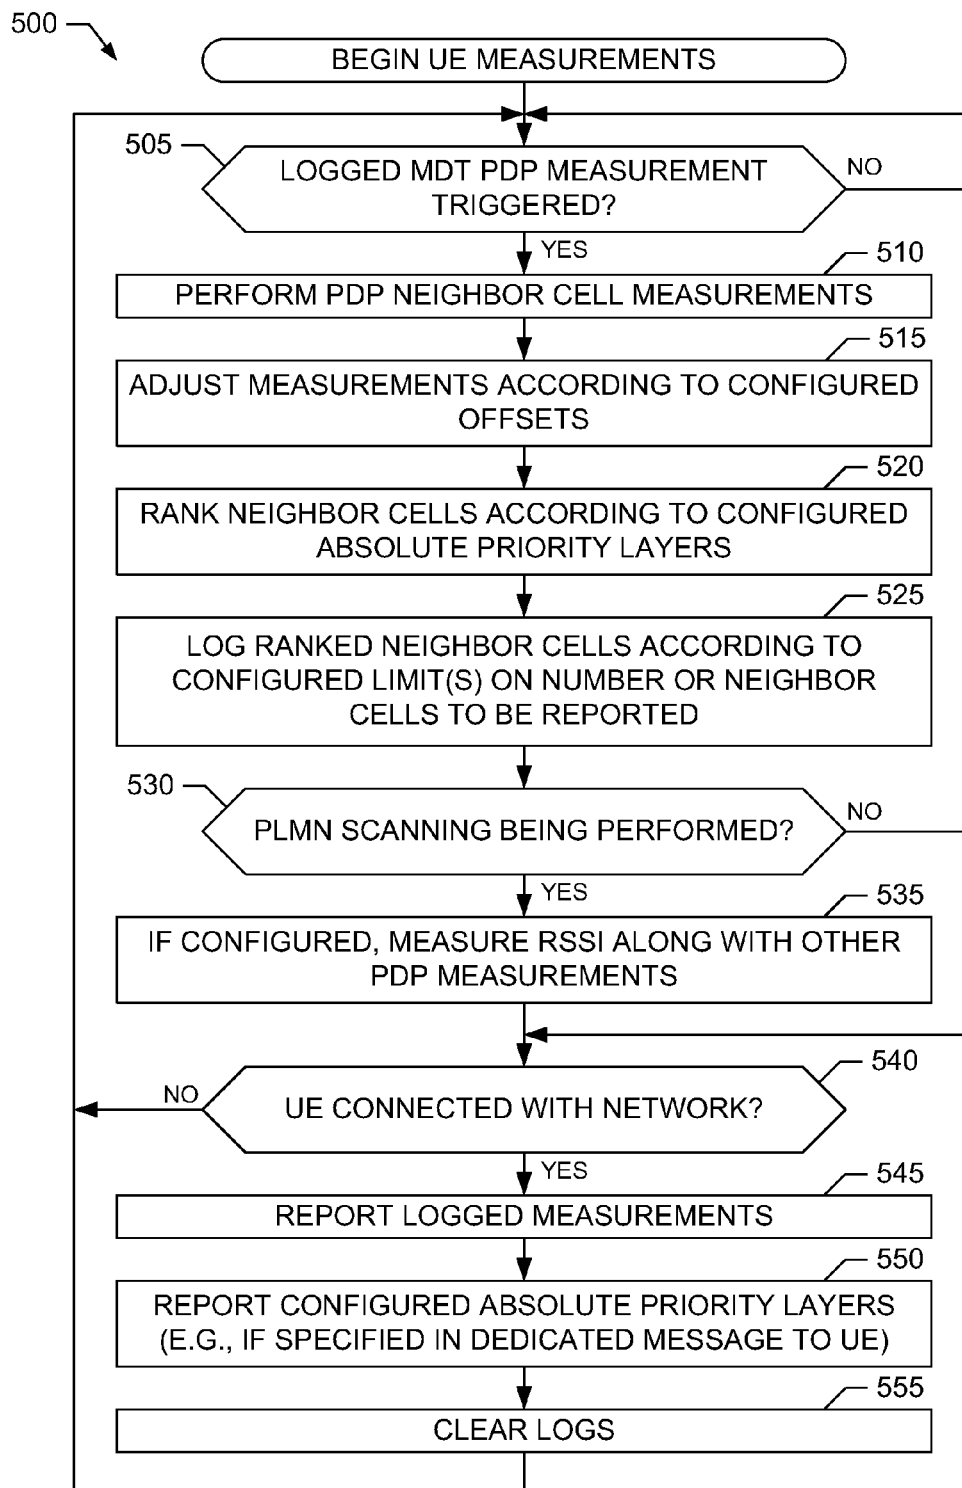 500
BEGIN UE MEASUREMENTS
505
LOGGED MDT PDP MEASUREMENT
TRIGGERED?
NO
YES
510
PERFORM PDP NEIGHBOR CELL MEASUREMENTS
515
ADJUST MEASUREMENTS ACCORDING TO CONFIGURED
OFFSETS
520
RANK NEIGHBOR CELLS ACCORDING TO CONFIGURED
ABSOLUTE PRIORITY LAYERS
525
LOG RANKED NEIGHBOR CELLS ACCORDING TO
CONFIGURED LIMIT(S) ON NUMBER OR NEIGHBOR
CELLS TO BE REPORTED
530
PLMN SCANNING BEING PERFORMED?
NO
YES
535
IF CONFIGURED, MEASURE RSSI ALONG WITH OTHER
PDP MEASUREMENTS
540
UE CONNECTED WITH NETWORK?
NO
YES
545
REPORT LOGGED MEASUREMENTS
550
REPORT CONFIGURED ABSOLUTE PRIORITY LAYERS
(E.G., IF SPECIFIED IN DEDICATED MESSAGE TO UE)
555
CLEAR LOGS